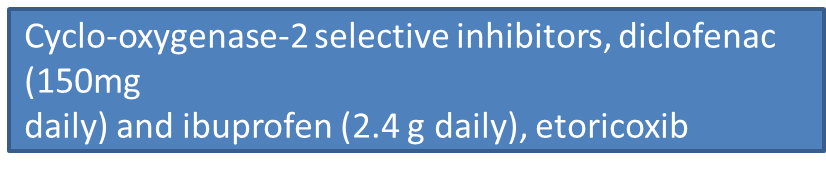 Cyclo-oxygenase-2 selective inhibitors, diclofenac
(150mg
daily) and ibuprofen (2.4 g daily), etoricoxib